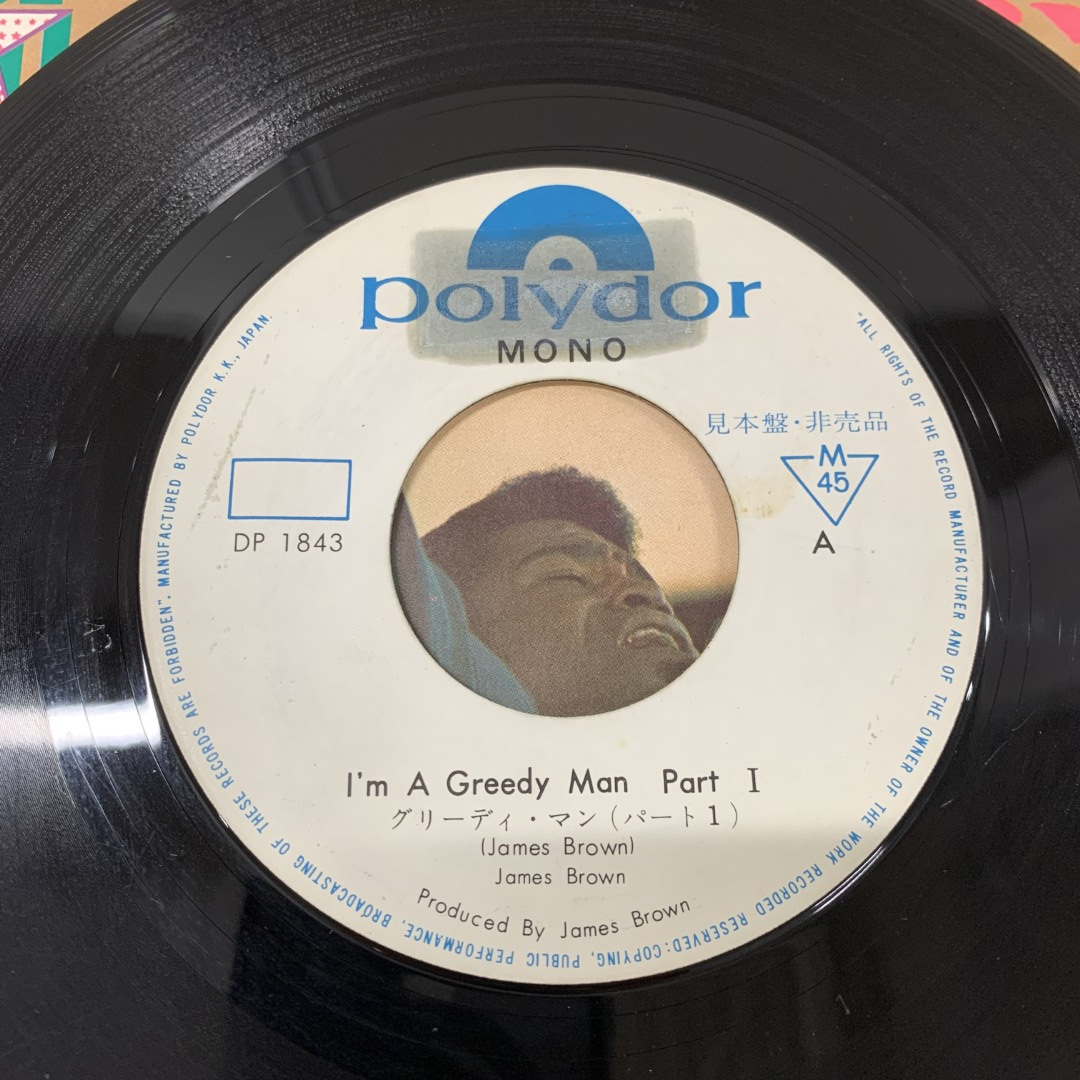 polydor
MONO
見本盤・非売品
M
45
DP 1843
A
I'm A Greedy Man Part I
グリーディ・マン(パート1)
(James Brown)
James Brown
Produced By James Brown
"ALL RIGHTS OF THE RECORD MANUFACTURER AND OF THE OWNER OF THE WORK RECORDED RESERVED:COPYING, PUBLIC PERFORMANCE, BROADCASTING OF THESE RECORDS ARE FORBIDDEN". MANUFACTURED BY POLYDOR K.K., JAPAN.